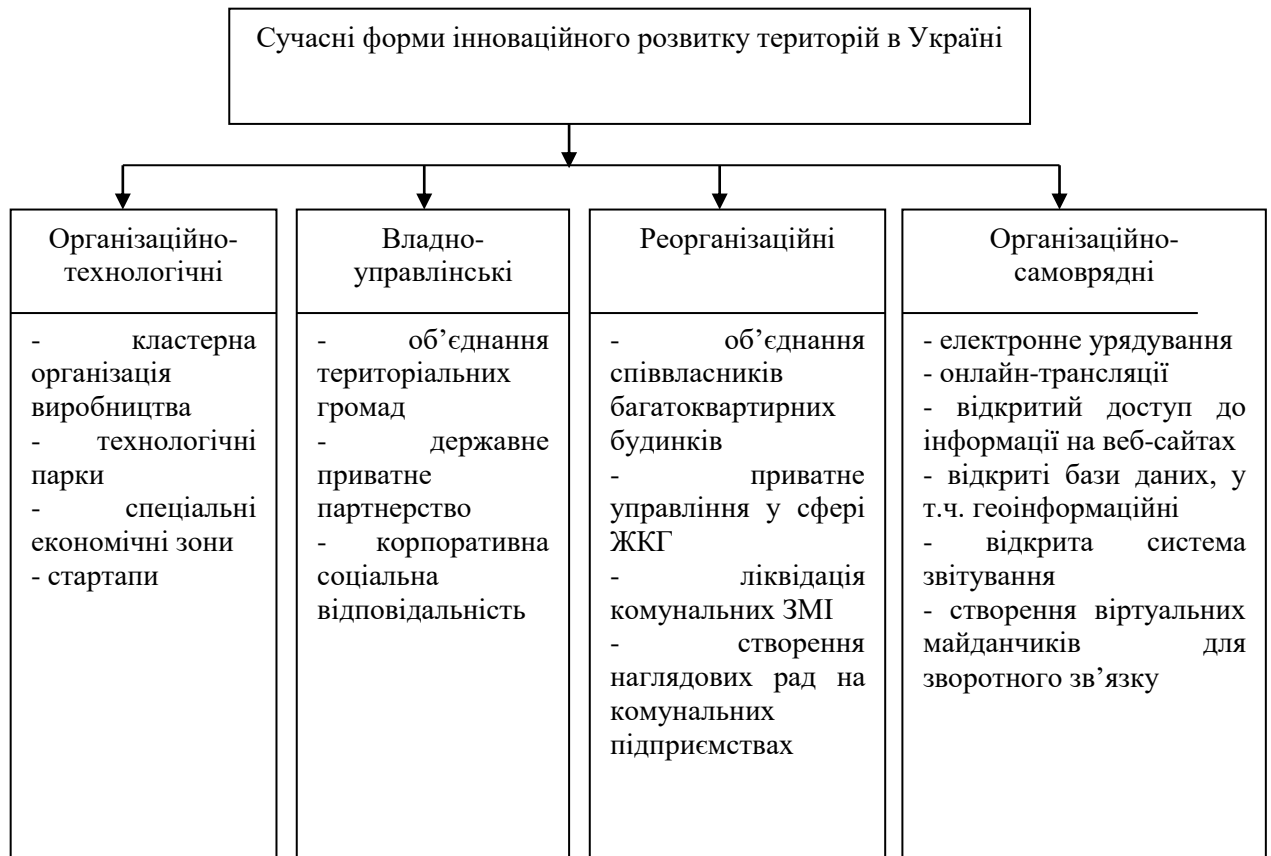 Сучасні форми інноваційного розвитку територій в Україні
Організаційно-
технологічні
- кластерна
організація
виробництва
- технологічні
парки
- спеціальні
економічні зони
- стартапи
Владно-
управлінські
- об’єднання
територіальних
громад
- державне
приватне
партнерство
- корпоративна
соціальна
відповідальність
Реорганізаційні
- об’єднання
співвласників
багатоквартирних
будинків
- приватне
управління у сфері
ЖКГ
- ліквідація
комунальних ЗМІ
- створення
наглядових рад на
комунальних
підприємствах
Організаційно-
самоврядні
- електронне урядування
- онлайн-трансляції
- відкритий доступ до
інформації на веб-сайтах
- відкриті бази даних, у
т.ч. геоінформаційні
- відкрита система
звітування
- створення віртуальних
майданчиків для
зворотного зв’язку